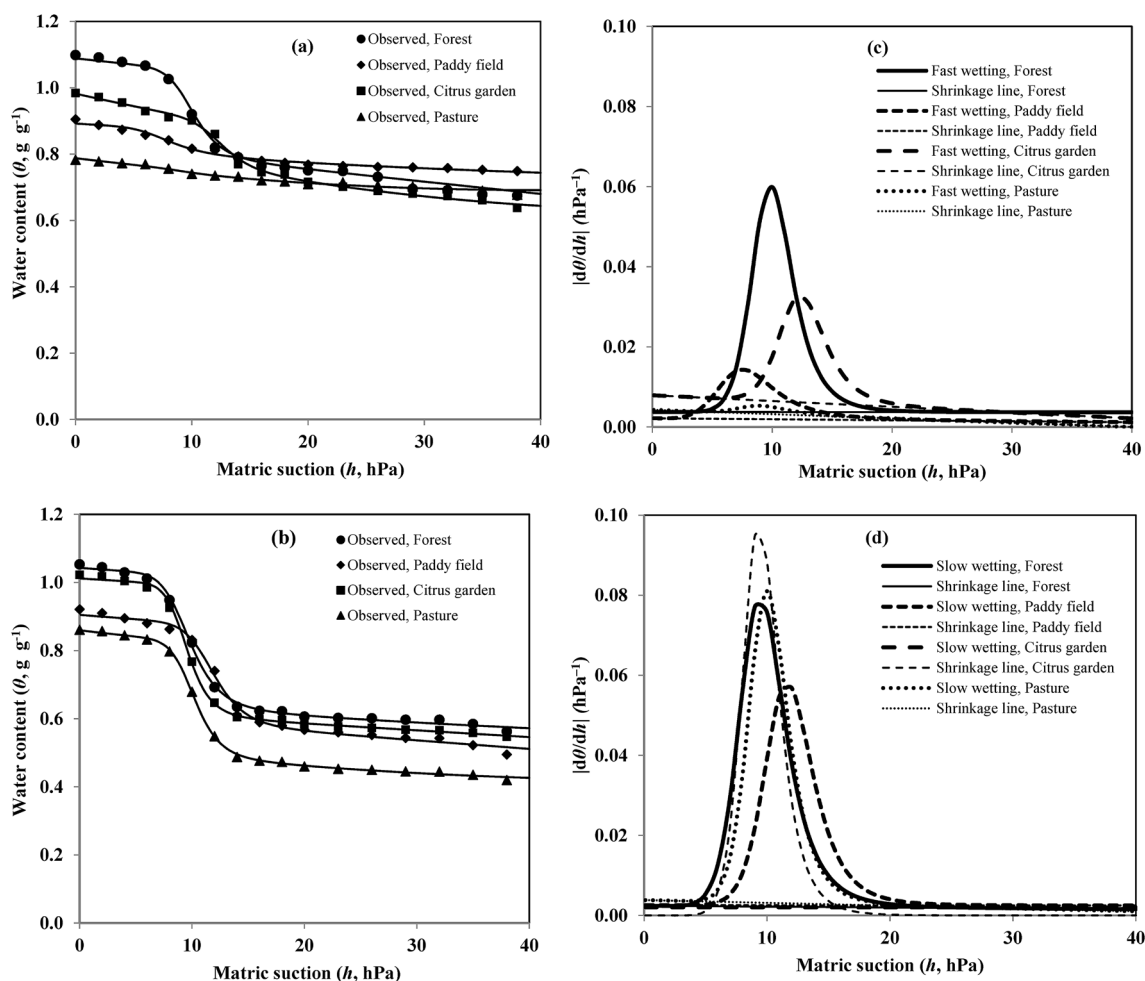 (a)
Observed, Forest
Observed, Paddy field
Observed, Citrus garden
Observed, Pasture
Water content (θ, g g⁻¹)
1.2
1.0
0.8
0.6
0.4
0.2
0.0
0 10 20 30 40
Matric suction (h, hPa)
(c)
Fast wetting, Forest
Shrinkage line, Forest
Fast wetting, Paddy field
Shrinkage line, Paddy field
Fast wetting, Citrus garden
Shrinkage line, Citrus garden
Fast wetting, Pasture
Shrinkage line, Pasture
|dθ/dh| (hPa⁻¹)
0.10
0.08
0.06
0.04
0.02
0.00
0 10 20 30 40
Matric suction (h, hPa)
(b)
Observed, Forest
Observed, Paddy field
Observed, Citrus garden
Observed, Pasture
Water content (θ, g g⁻¹)
1.2
1.0
0.8
0.6
0.4
0.2
0.0
0 10 20 30 40
Matric suction (h, hPa)
(d)
Slow wetting, Forest
Shrinkage line, Forest
Slow wetting, Paddy field
Shrinkage line, Paddy field
Slow wetting, Citrus garden
Shrinkage line, Citrus garden
Slow wetting, Pasture
Shrinkage line, Pasture
|dθ/dh| (hPa⁻¹)
0.10
0.08
0.06
0.04
0.02
0.00
0 10 20 30 40
Matric suction (h, hPa)